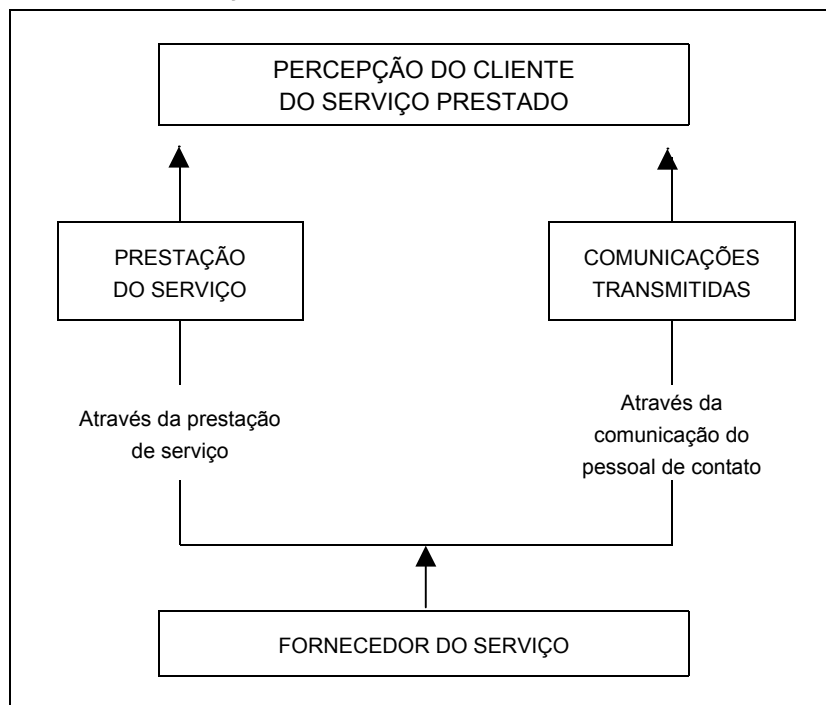 PERCEPÇÃO DO CLIENTE
DO SERVIÇO PRESTADO
PRESTAÇÃO
DO SERVIÇO
COMUNICAÇÕES
TRANSMITIDAS
Através da prestação
de serviço
Através da
comunicação do
pessoal de contato
FORNECEDOR DO SERVIÇO